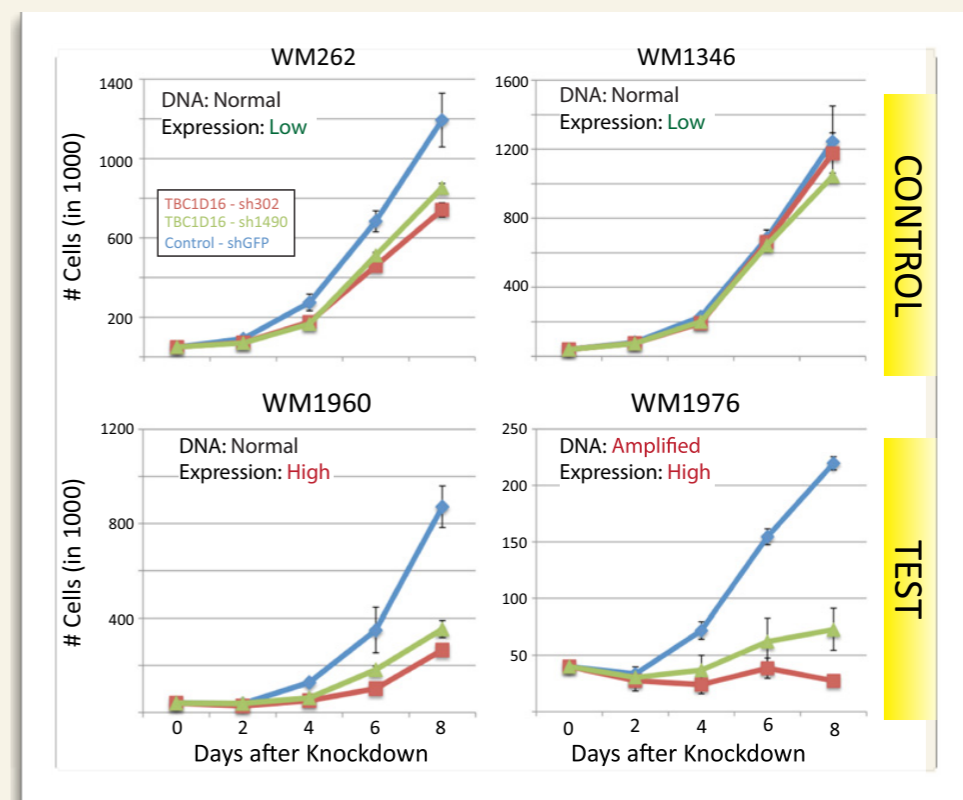 WM262
DNA: Normal
Expression: Low
TBC1D16 - sh302
TBC1D16 - sh1490
Control - shGFP
# Cells (in 1000)
1400
1000
600
200
WM1346
DNA: Normal
Expression: Low
1600
1200
800
400
CONTROL
WM1960
DNA: Normal
Expression: High
# Cells (in 1000)
1200
800
400
0 2 4 6 8
Days after Knockdown
WM1976
DNA: Amplified
Expression: High
250
200
150
100
50
0 2 4 6 8
Days after Knockdown
TEST